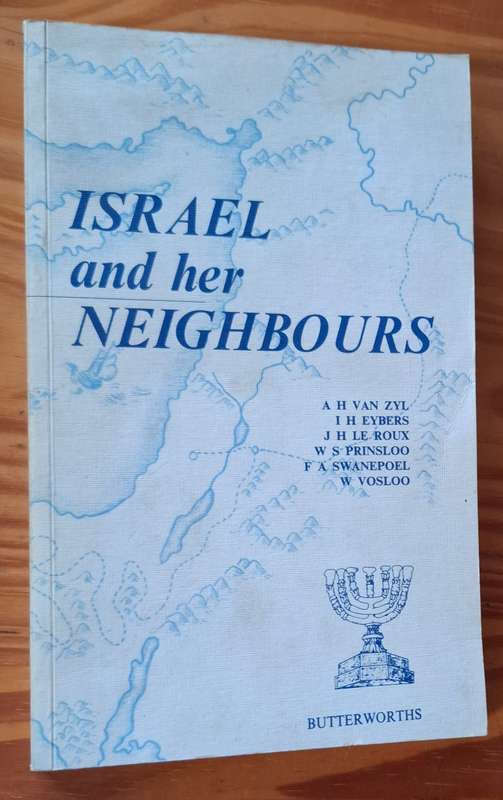 ISRAEL
and her
NEIGHBOURS
A H VAN ZYL
I H EYBERS
J H LE ROUX
W S PRINSLOO
F A SWANEPOEL
W VOSLOO
BUTTERWORTHS